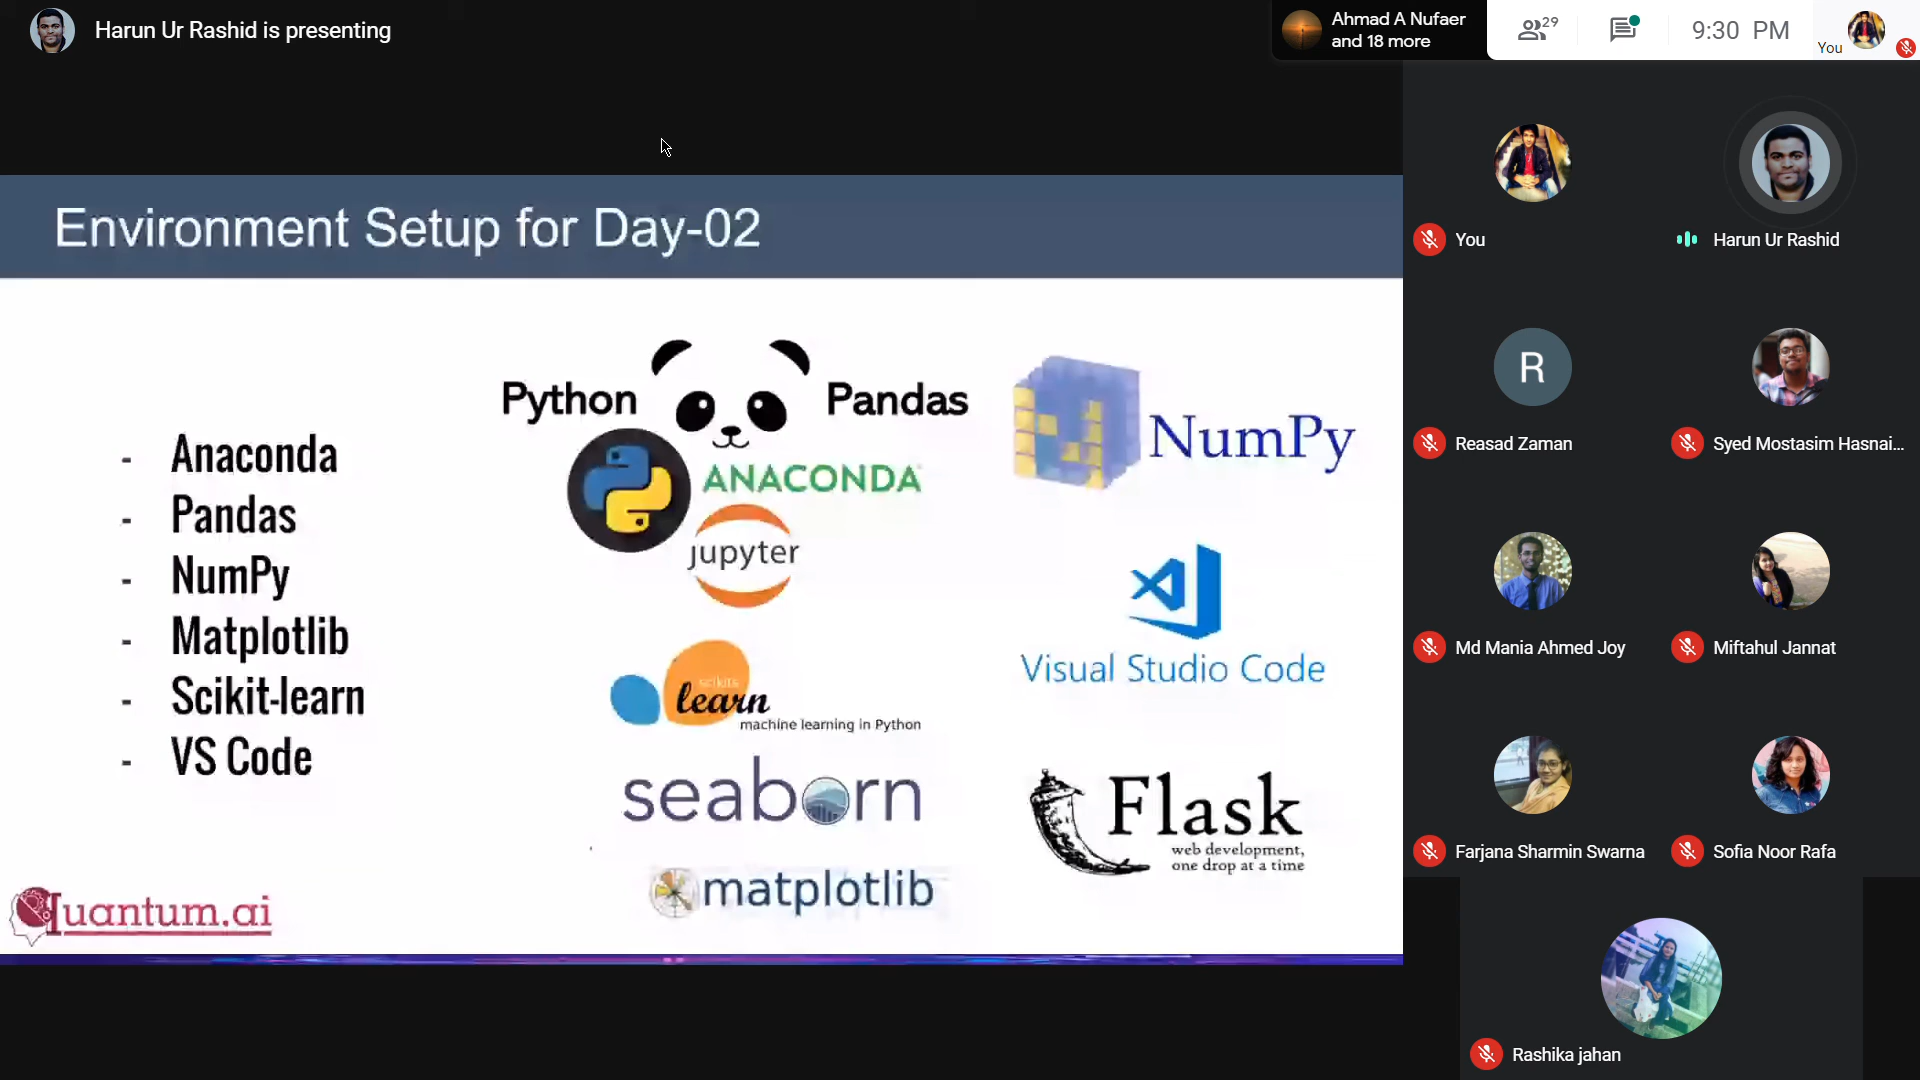 Harun Ur Rashid is presenting
Ahmad A Nufaer
and 18 more
29
9:30 PM
You
Environment Setup for Day-02
- Anaconda
- Pandas
- NumPy
- Matplotlib
- Scikit-learn
- VS Code
Python Pandas
ANACONDA
jupyter
NumPy
Visual Studio Code
scikits
learn
machine learning in Python
seaborn
matplotlib
Flask
web development,
one drop at a time
Quantum.ai
You
Harun Ur Rashid
R
Reasad Zaman
Syed Mostasim Hasnai...
Md Mania Ahmed Joy
Miftahul Jannat
Farjana Sharmin Swarna
Sofia Noor Rafa
Rashika jahan